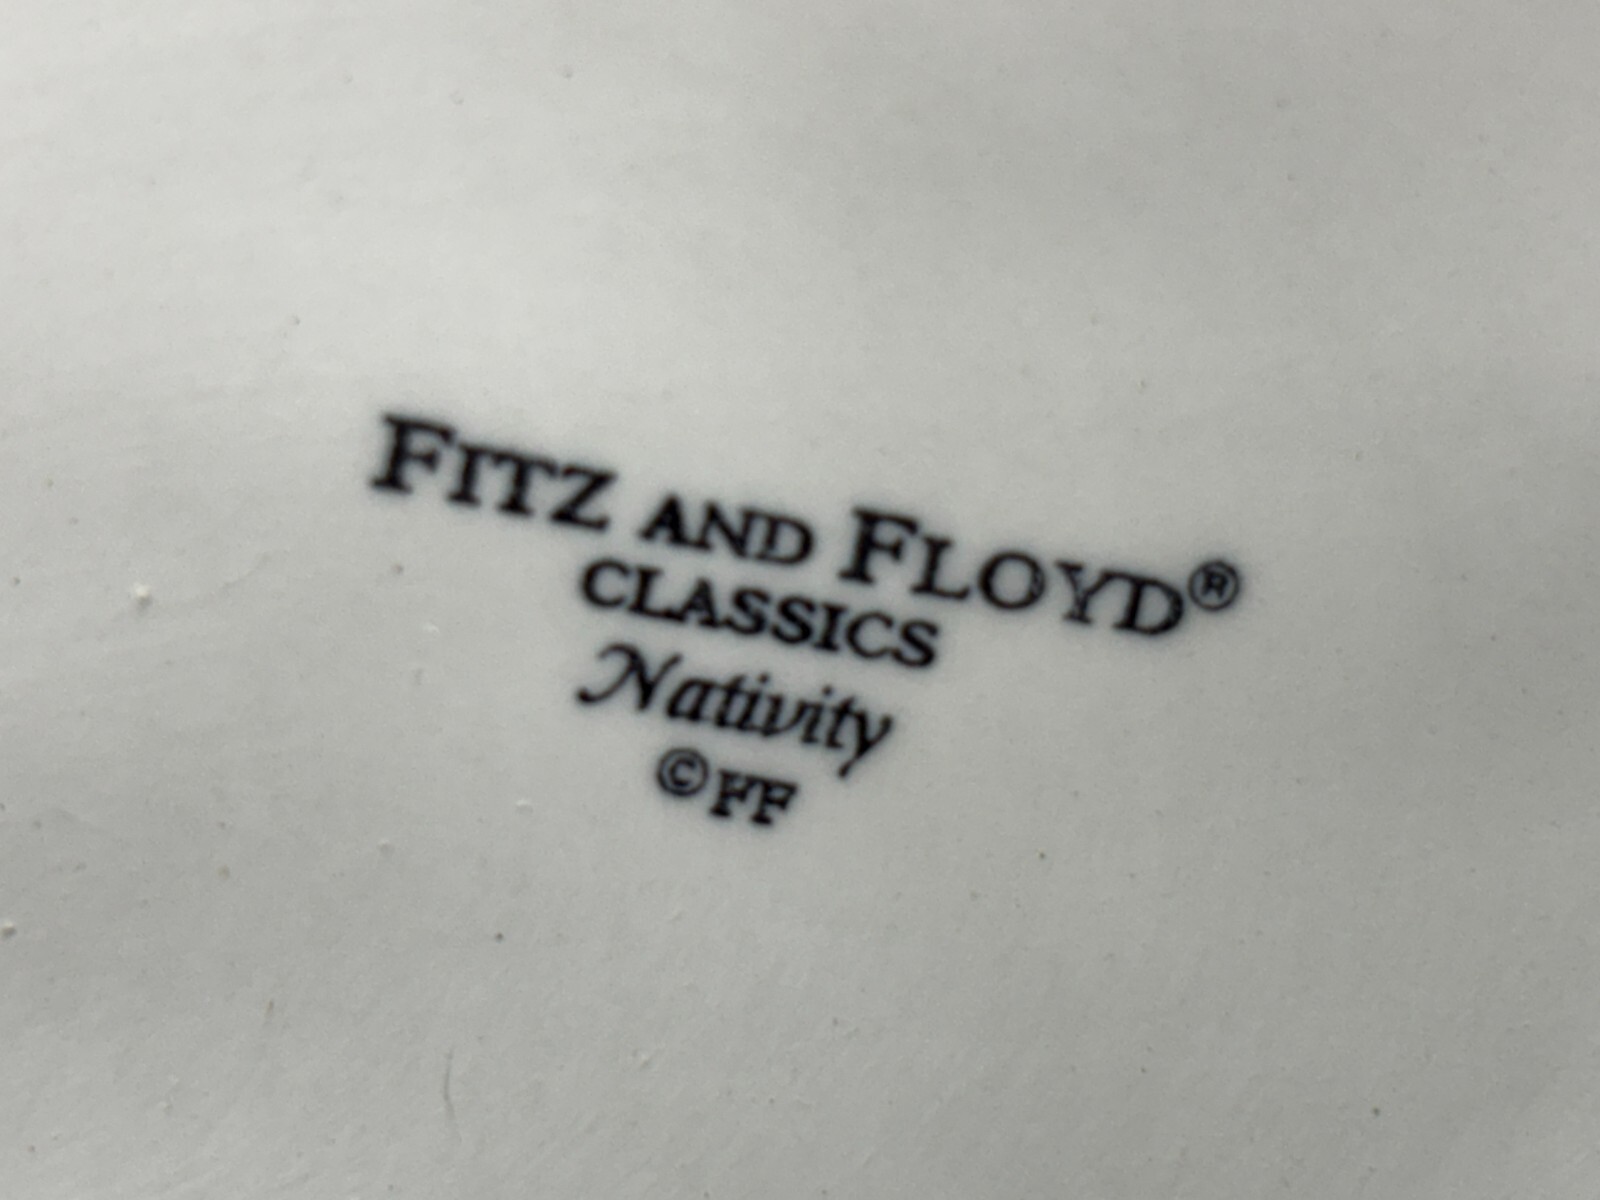 FITZ AND FLOYD®
CLASSICS
Nativity
©FF